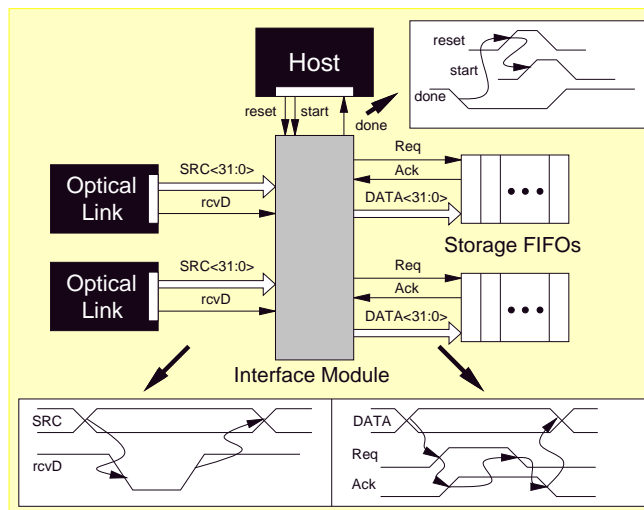 Host
reset
start
done
reset
start
done
Optical
Link
SRC<31:0>
rcvD
Req
Ack
DATA<31:0>
Storage FIFOs
Optical
Link
SRC<31:0>
rcvD
Req
Ack
DATA<31:0>
Interface Module
SRC
rcvD
DATA
Req
Ack